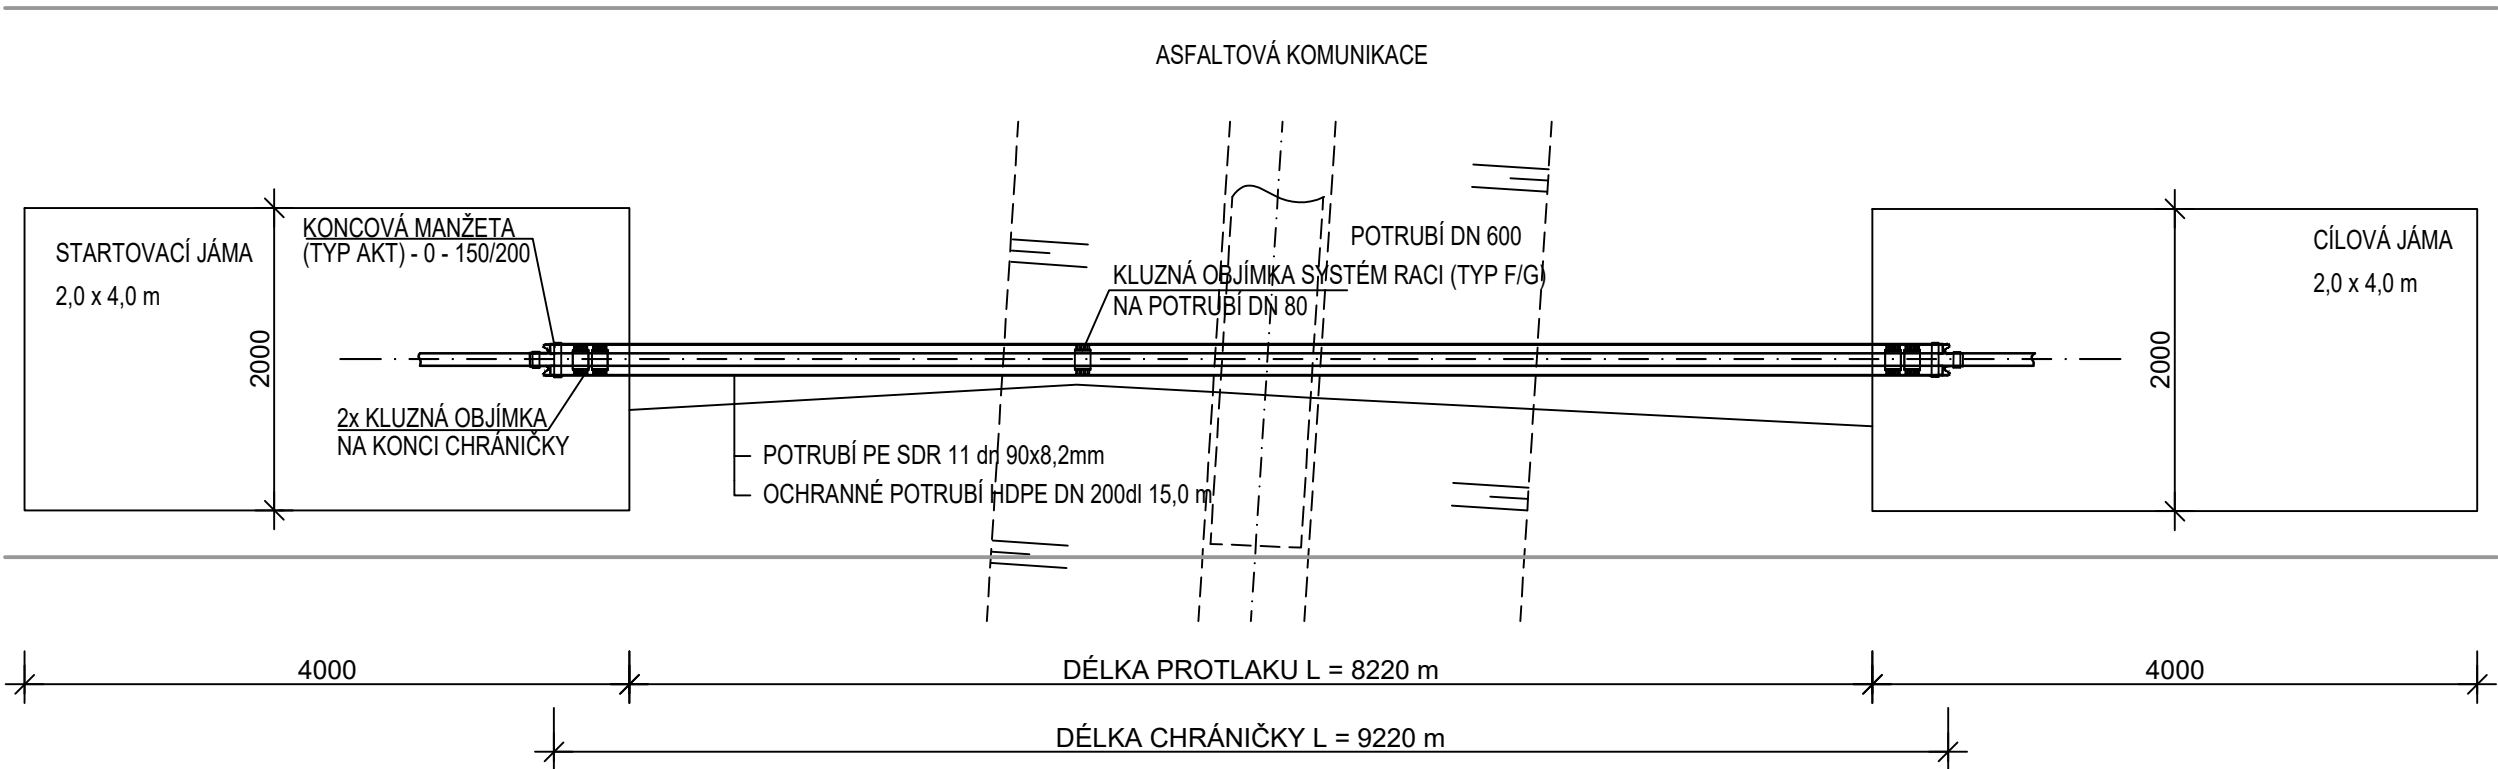 ASFALTOVÁ KOMUNIKACE
KONCOVÁ MANŽETA
(TYP AKT) - 0 - 150/200
STARTOVACÍ JÁMA
2,0 x 4,0 m
2000
POTRUBÍ DN 600
KLUZNÁ OBJÍMKA SYSTÉM RACI (TYP F/G)
NA POTRUBÍ DN 80
CÍLOVÁ JÁMA
2,0 x 4,0 m
2000
2x KLUZNÁ OBJÍMKA
NA KONCI CHRÁNIČKY
POTRUBÍ PE SDR 11 dn 90x8,2mm
OCHRANNÉ POTRUBÍ HDPE DN 200dl 15,0 m
4000
DÉLKA PROTLAKU L = 8220 m
4000
DÉLKA CHRÁNIČKY L = 9220 m